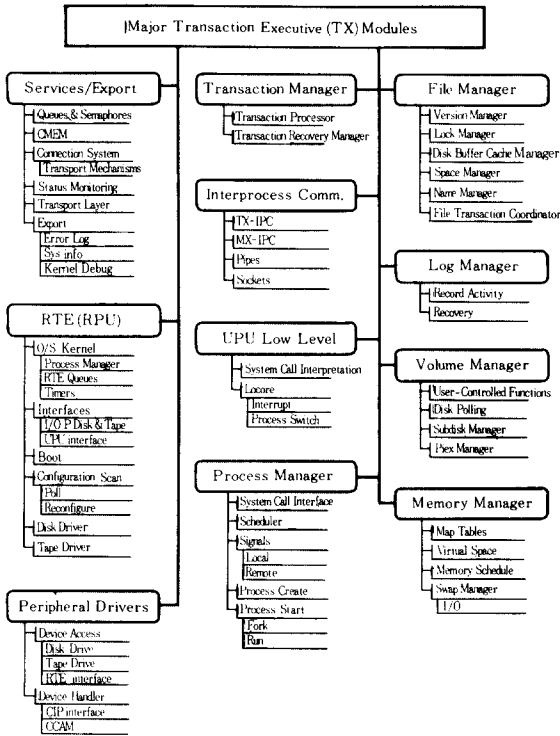 Major Transaction Executive (TX) Modules
Services/Export
Queues & Semaphores
CMEM
Connection System
Transport Mechanisms
Status Monitoring
Transport Layer
Export
Error Log
Sys info
Kernel Debug
RTE (RPU)
O/S Kernel
Process Manager
RTE Queues
Timers
Interfaces
I/O P Disk & Tape
UPU interface
Boot
Configuration Scan
Poll
Reconfigure
Disk Driver
Tape Driver
Peripheral Drivers
Device Access
Disk Drive
Tape Drive
RTE interface
Device Handler
CIP interface
CCAM
Transaction Manager
Transaction Processor
Transaction Recovery Manager
Interprocess Comm.
TX-IPC
MX-IPC
Pipes
Sockets
UPU Low Level
System Call Interpretation
Locore
Interrupt
Process Switch
Process Manager
System Call Interface
Scheduler
Signals
Local
Remote
Process Create
Process Start
Fork
Run
File Manager
Version Manager
Lock Manager
Disk Buffer Cache Manager
Space Manager
Name Manager
File Transaction Coordinator
Log Manager
Record Activity
Recovery
Volume Manager
User-Controlled Functions
Disk Polling
Subdisk Manager
Plex Manager
Memory Manager
Map Tables
Virtual Space
Memory Schedule
Swap Manager
I/O